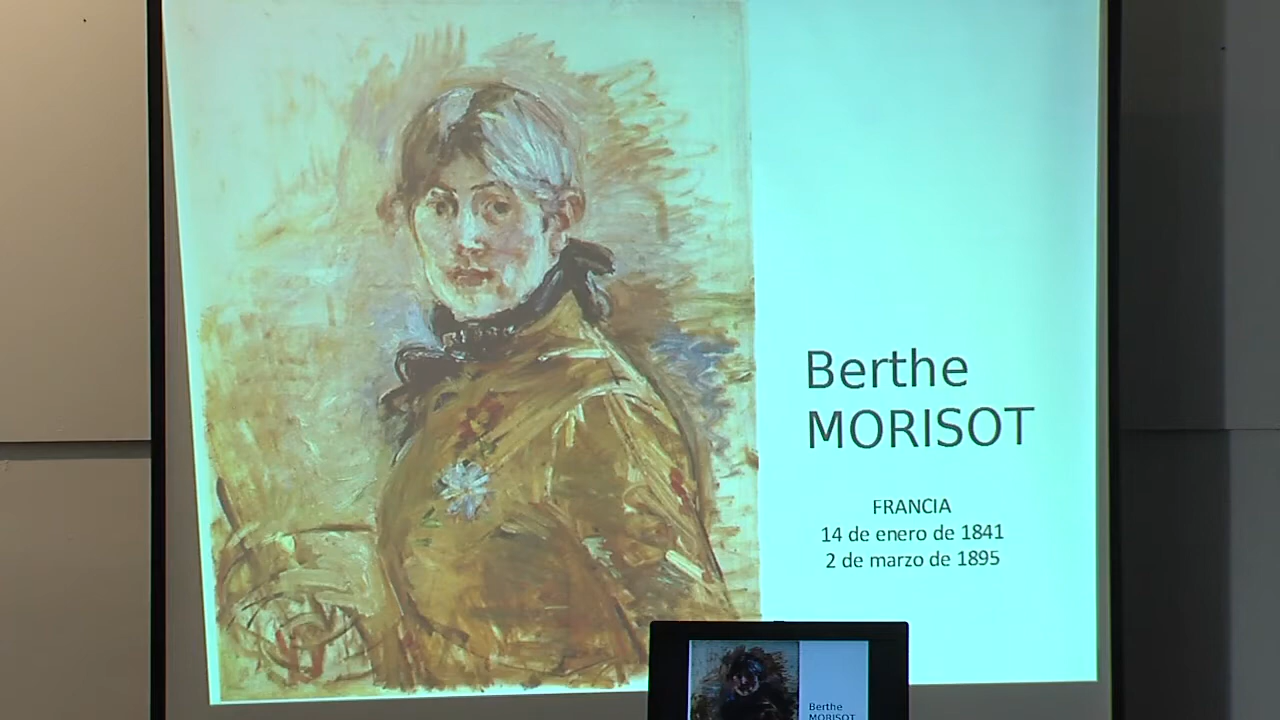 Berthe
MORISOT
FRANCIA
14 de enero de 1841
2 de marzo de 1895
Berthe
MORISOT